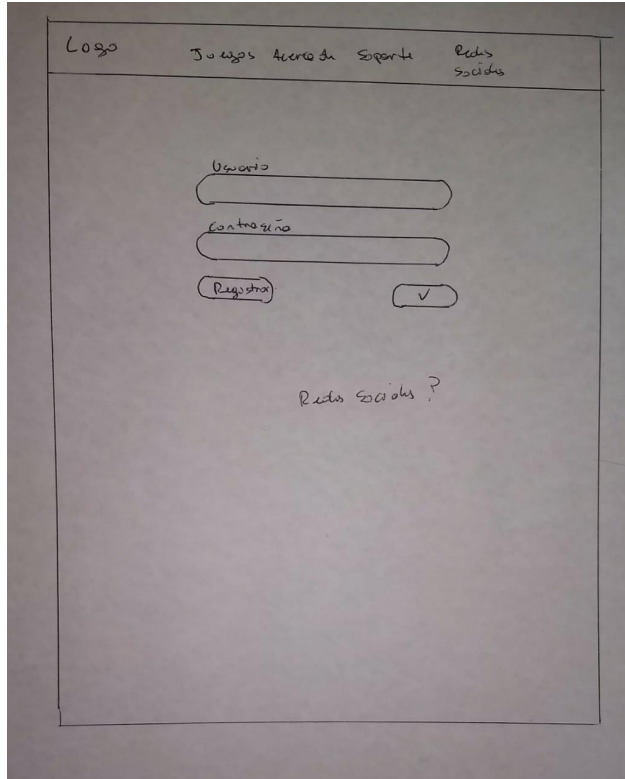 Logo Juegos Acerca de Soporte Redes
Sociales
Usuario
Contraseña
Registrar
Redes Sociales ?